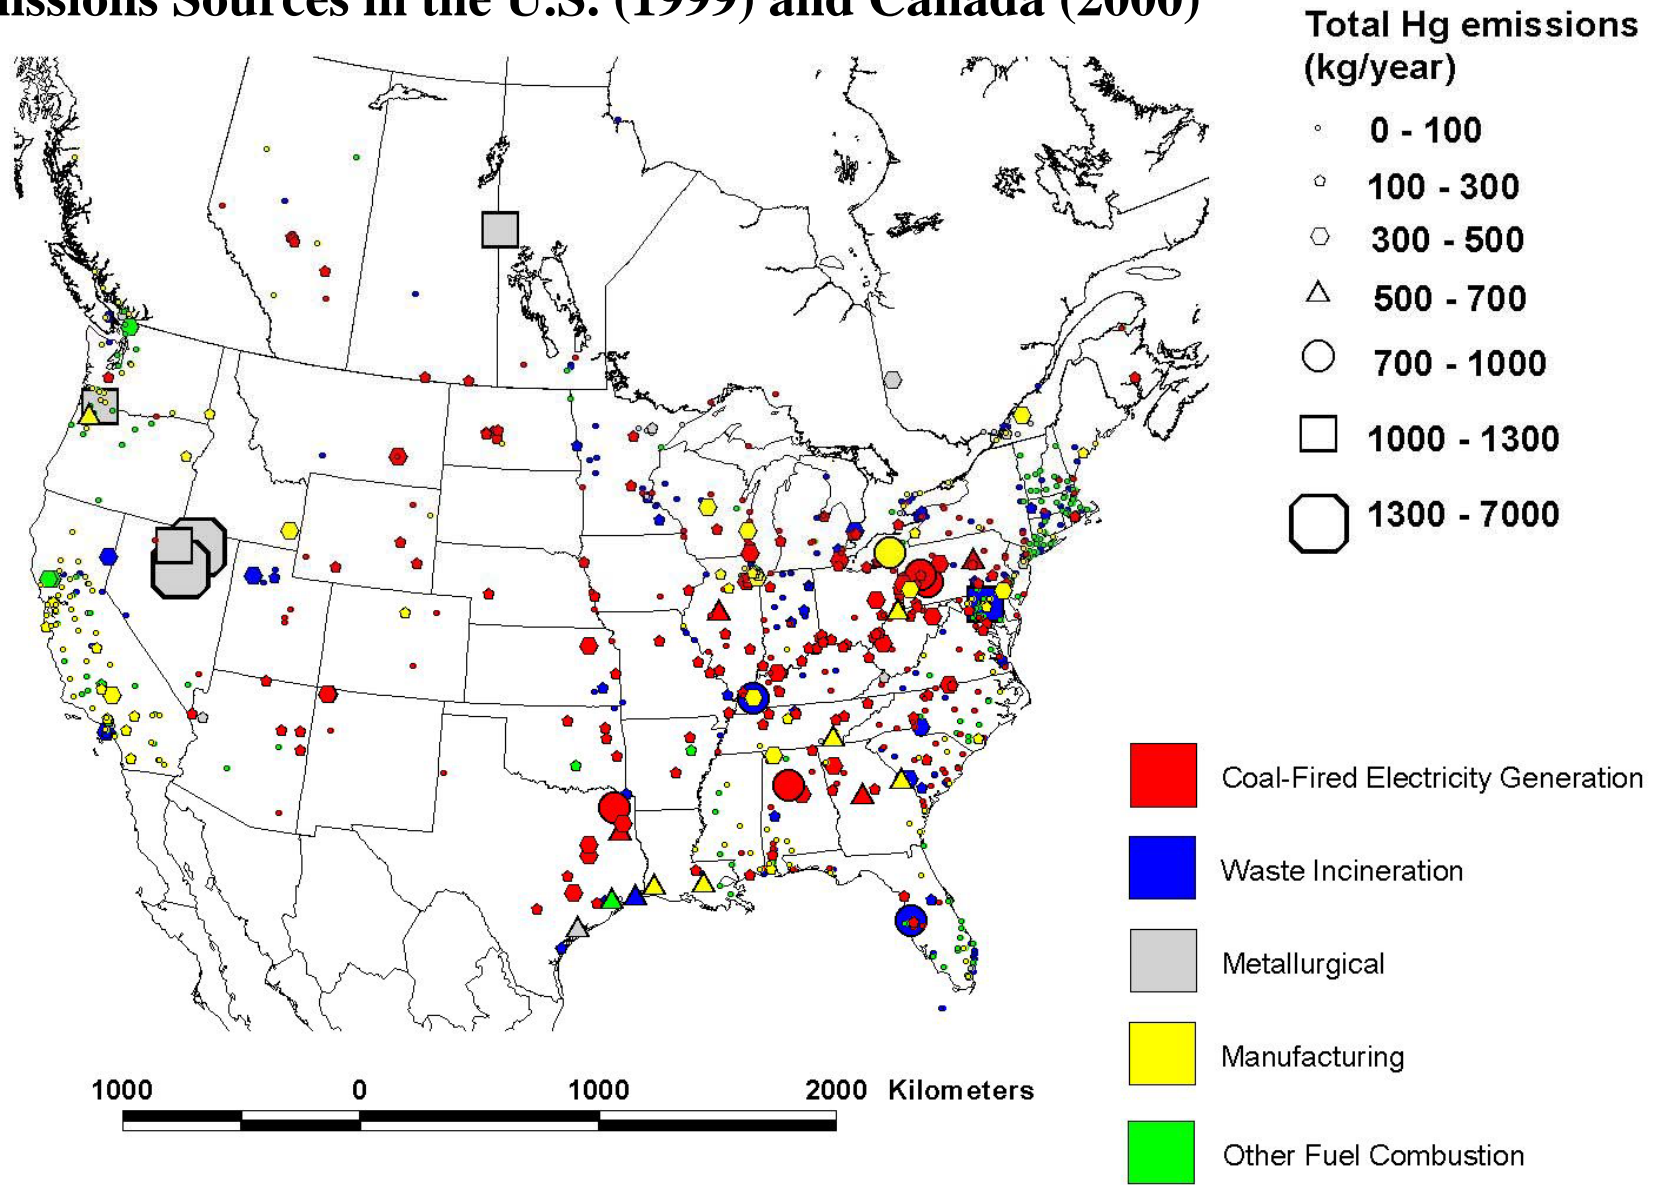 issions Sources in the U.S. (1999) and Canada (2000)
Total Hg emissions
(kg/year)
0 - 100
100 - 300
300 - 500
500 - 700
700 - 1000
1000 - 1300
1300 - 7000
Coal-Fired Electricity Generation
Waste Incineration
Metallurgical
Manufacturing
Other Fuel Combustion
1000 0 1000 2000 Kilometers